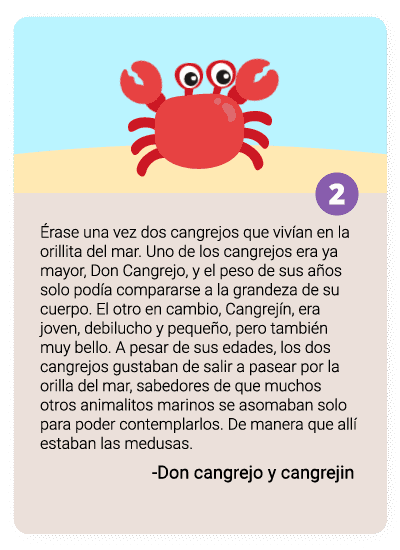 2
Érase una vez dos cangrejos que vivían en la
orillita del mar. Uno de los cangrejos era ya
mayor, Don Cangrejo, y el peso de sus años
solo podía compararse a la grandeza de su
cuerpo. El otro en cambio, Cangrejín, era
joven, debilucho y pequeño, pero también
muy bello. A pesar de sus edades, los dos
cangrejos gustaban de salir a pasear por la
orilla del mar, sabedores de que muchos
otros animalitos marinos se asomaban solo
para poder contemplarlos. De manera que allí
estaban las medusas.
-Don cangrejo y cangrejin